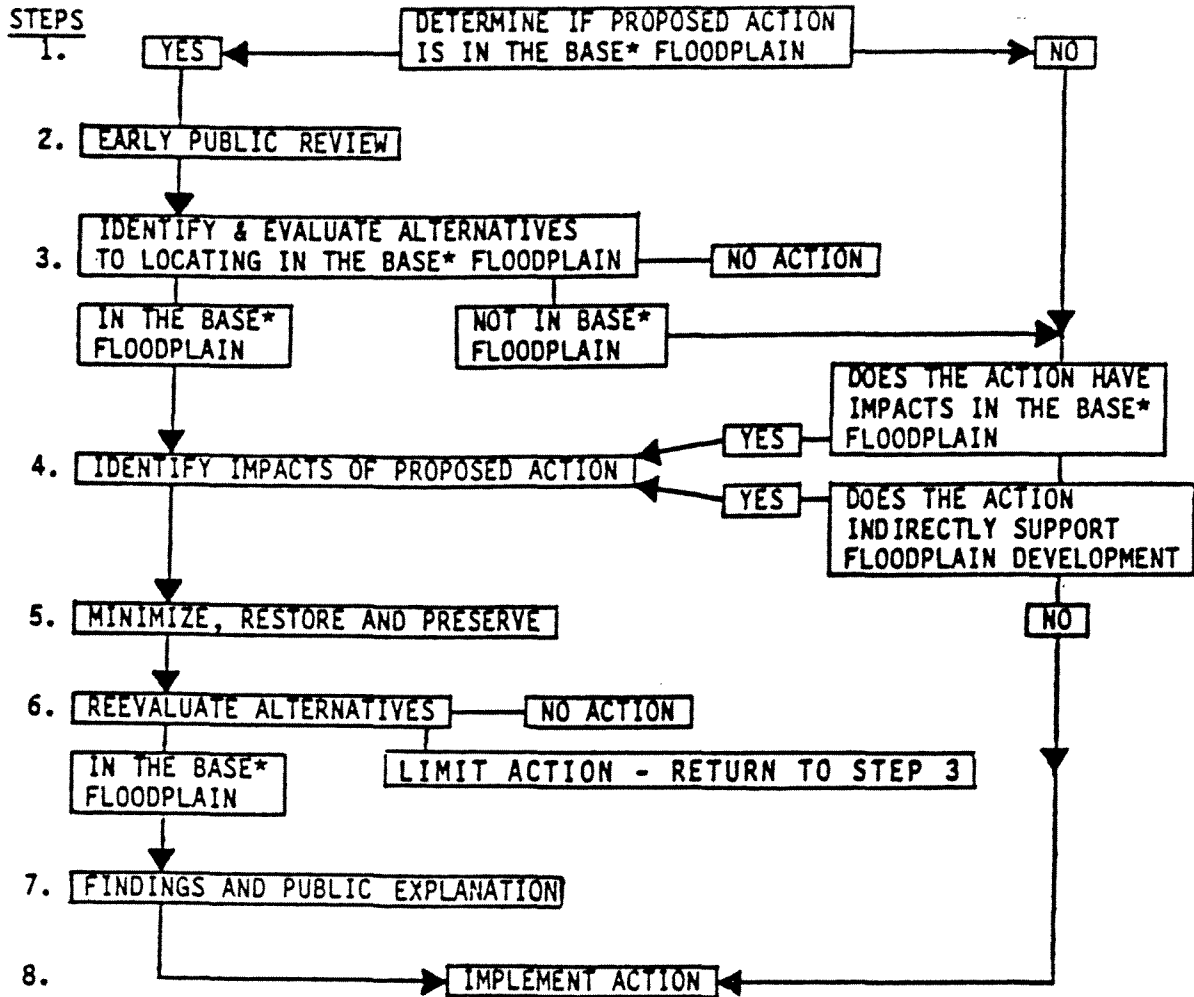 STEPS
1.
YES
DETERMINE IF PROPOSED ACTION
IS IN THE BASE* FLOODPLAIN
NO
2.
EARLY PUBLIC REVIEW
3.
IDENTIFY & EVALUATE ALTERNATIVES
TO LOCATING IN THE BASE* FLOODPLAIN
NO ACTION
IN THE BASE*
FLOODPLAIN
NOT IN BASE*
FLOODPLAIN
DOES THE ACTION HAVE
IMPACTS IN THE BASE*
FLOODPLAIN
YES
4.
IDENTIFY IMPACTS OF PROPOSED ACTION
YES
DOES THE ACTION
INDIRECTLY SUPPORT
FLOODPLAIN DEVELOPMENT
5.
MINIMIZE, RESTORE AND PRESERVE
NO
6.
REEVALUATE ALTERNATIVES
NO ACTION
IN THE BASE*
FLOODPLAIN
LIMIT ACTION - RETURN TO STEP 3
7.
FINDINGS AND PUBLIC EXPLANATION
8.
IMPLEMENT ACTION